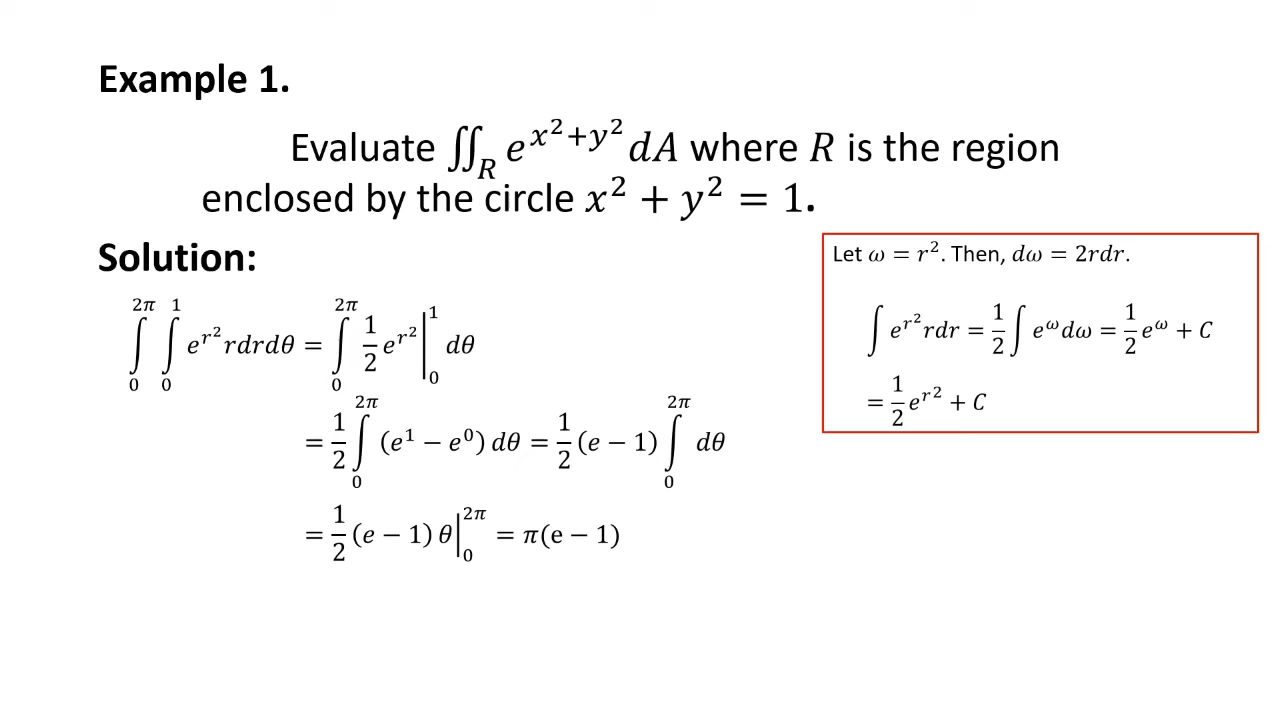 Example 1.
Evaluate ∬_R e^{x²+y²} dA where R is the region
enclosed by the circle x² + y² = 1.
Solution:
∫_0^{2π} ∫_0^1 e^{r²} rdrdθ = ∫_0^{2π} 1/2 e^{r²} |_0^1 dθ
= 1/2 ∫_0^{2π} (e¹ − e⁰) dθ = 1/2 (e − 1) ∫_0^{2π} dθ
= 1/2 (e − 1) θ |_0^{2π} = π(e − 1)
Let ω = r². Then, dω = 2rdr.
∫ e^{r²} rdr = 1/2 ∫ e^ω dω = 1/2 e^ω + C
= 1/2 e^{r²} + C